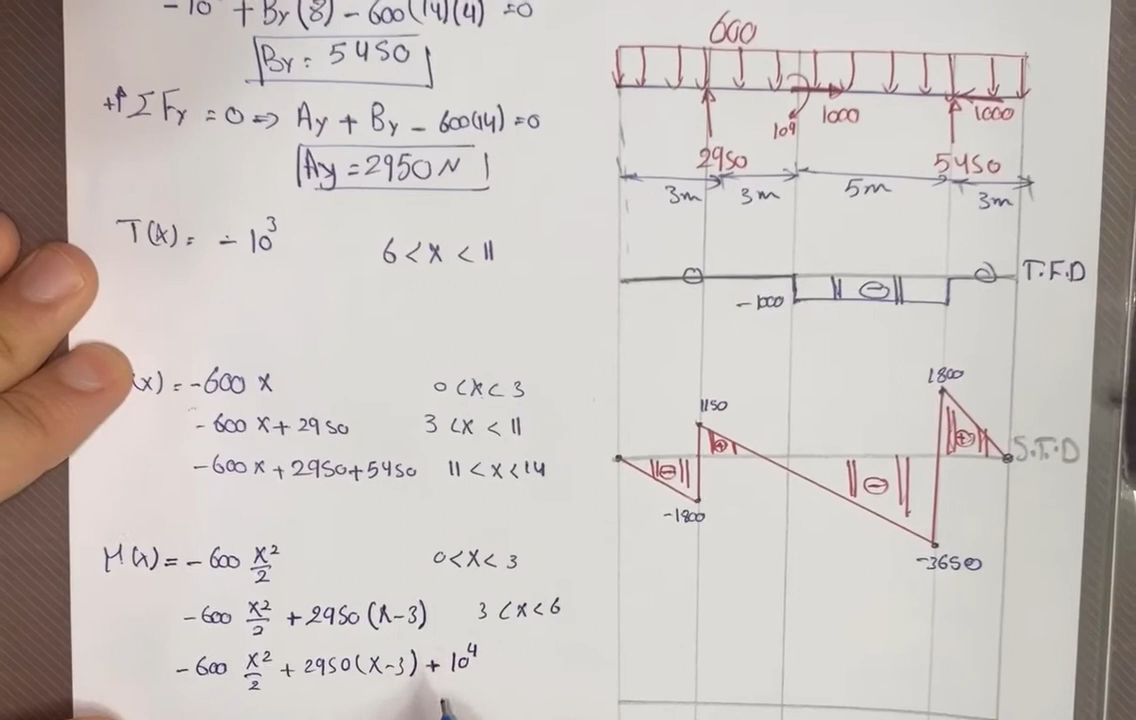 -10 + By (8) - 600(14)(4) = 0
By = 5450
+↑ ΣFy = 0 => Ay + By - 600(14) = 0
Ay = 2950 N
T(x) = - 10³ 6 < x < 11
(x) = -600 x 0 < x < 3
- 600 x + 2950 3 < x < 11
-600x + 2950 + 5450 11 < x < 14
M(x) = - 600 x²/2 0 < x < 3
-600 x²/2 + 2950 (x-3) 3 < x < 6
-600 x²/2 + 2950(x-3) + 10⁴
600
10⁴ 1000 1000
2950 5450
3m 3m 5m 3m
T.F.D
-1000
1800
1150
S.T.D
-1800
-3650